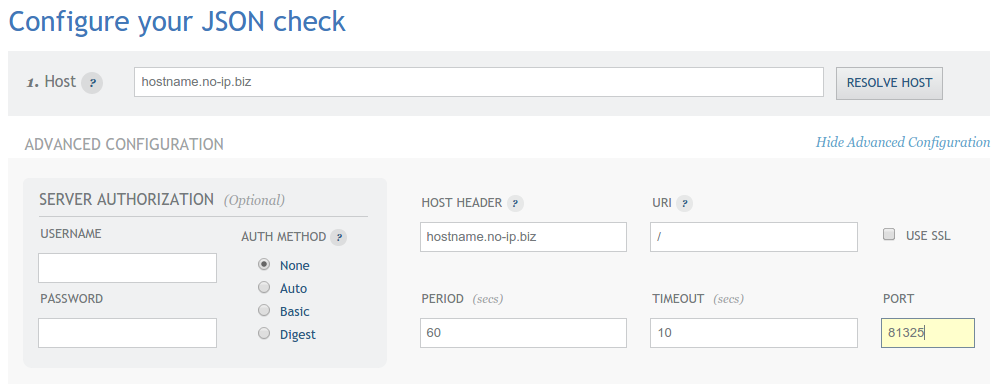 Configure your JSON check
1. Host ? hostname.no-ip.biz RESOLVE HOST
ADVANCED CONFIGURATION Hide Advanced Configuration
SERVER AUTHORIZATION (Optional)
USERNAME
PASSWORD
AUTH METHOD ?
None
Auto
Basic
Digest
HOST HEADER ? URI ?
hostname.no-ip.biz / USE SSL
PERIOD (secs) TIMEOUT (secs) PORT
60 10 81325